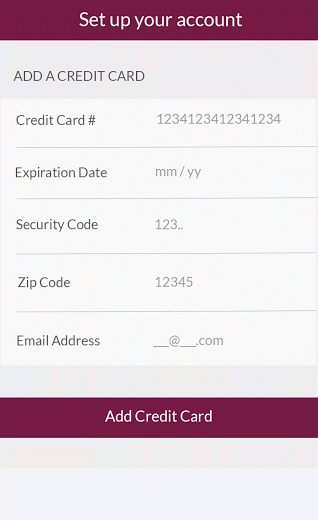 Set up your account
ADD A CREDIT CARD
Credit Card # 1234123412341234
Expiration Date mm / yy
Security Code 123..
Zip Code 12345
Email Address __@__.com
Add Credit Card